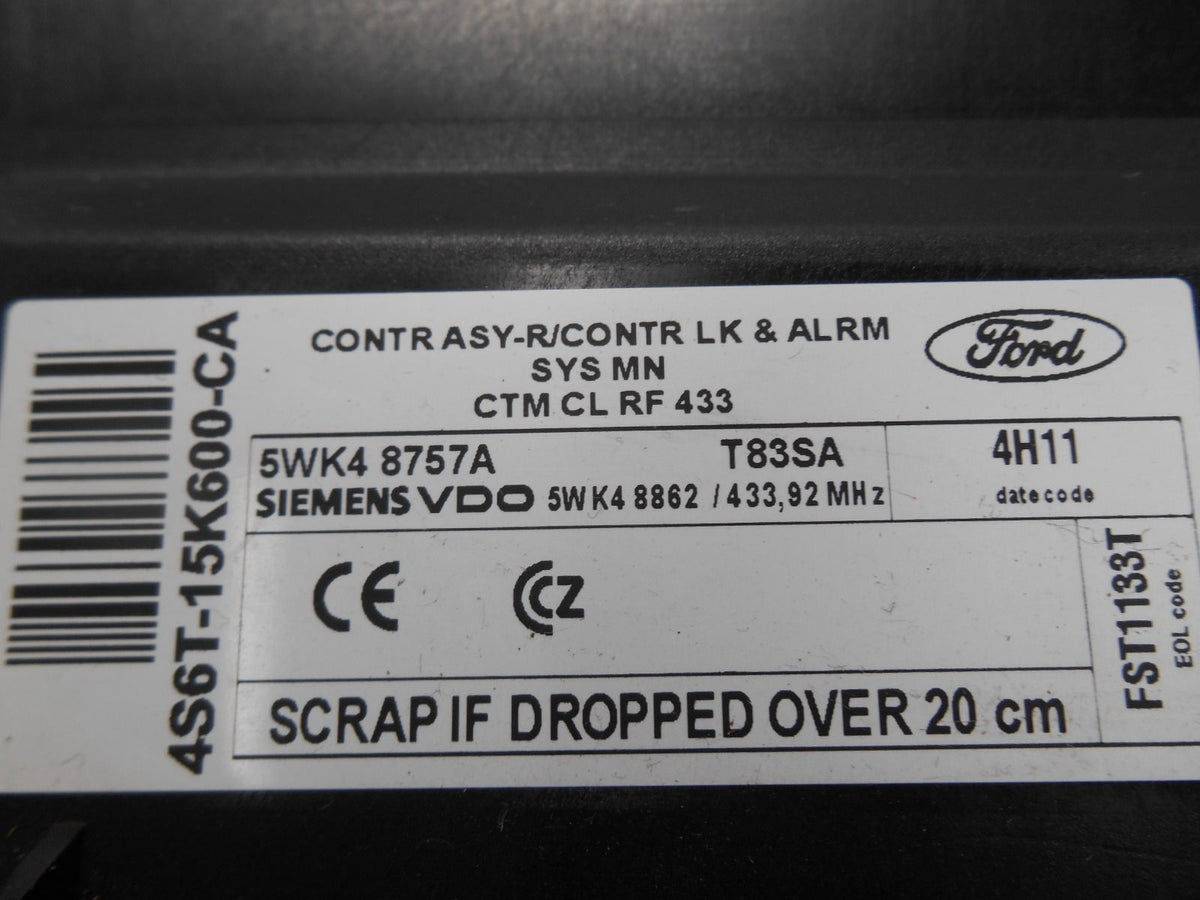 CONTR ASY-R/CONTR LK & ALRM
SYS MN
CTM CL RF 433
Ford
4S6T-15K600-CA
5WK4 8757A T83SA
4H11
SIEMENS VDO 5WK4 8862 / 433,92 MHz
date code
CE
CCZ
FST1133T
EOL code
SCRAP IF DROPPED OVER 20 cm